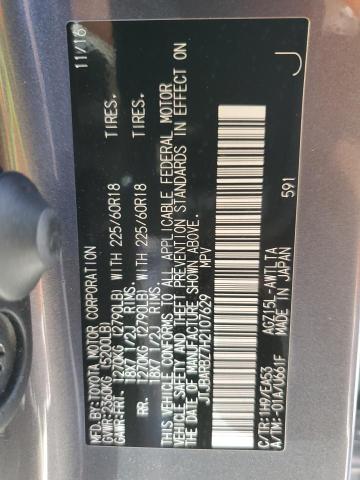 MFD.BY:TOYOTA MOTOR CORPORATION 11/16
GVWR:2360KG (5200LB)
GAWR:FRT. 1270KG (2790LB) WITH 225/60R18 TIRES.
18X7 1/2J RIMS.
RR. 1270KG (2790LB) WITH 225/60R18 TIRES.
18X7 1/2J RIMS.
THIS VEHICLE CONFORMS TO ALL APPLICABLE FEDERAL MOTOR
VEHICLE SAFETY AND THEFT PREVENTION STANDARDS IN EFFECT ON
THE DATE OF MANUFACTURE SHOWN ABOVE.
JTJBARBZ7H2107629 MPV
J
C/TR:1H9/EA53 AGZ15L-AWTLTA
A/TM:-01A/U661F MADE IN JAPAN 591